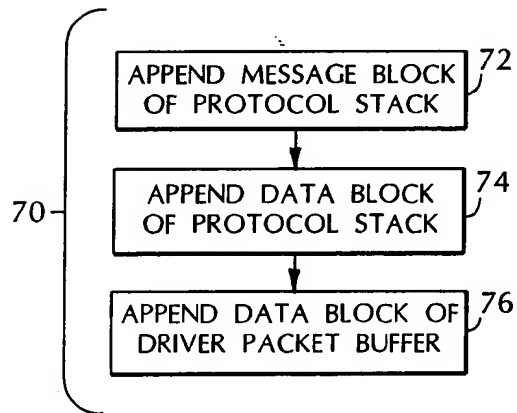 APPEND MESSAGE BLOCK
OF PROTOCOL STACK
72
APPEND DATA BLOCK
OF PROTOCOL STACK
74
70
APPEND DATA BLOCK OF
DRIVER PACKET BUFFER
76